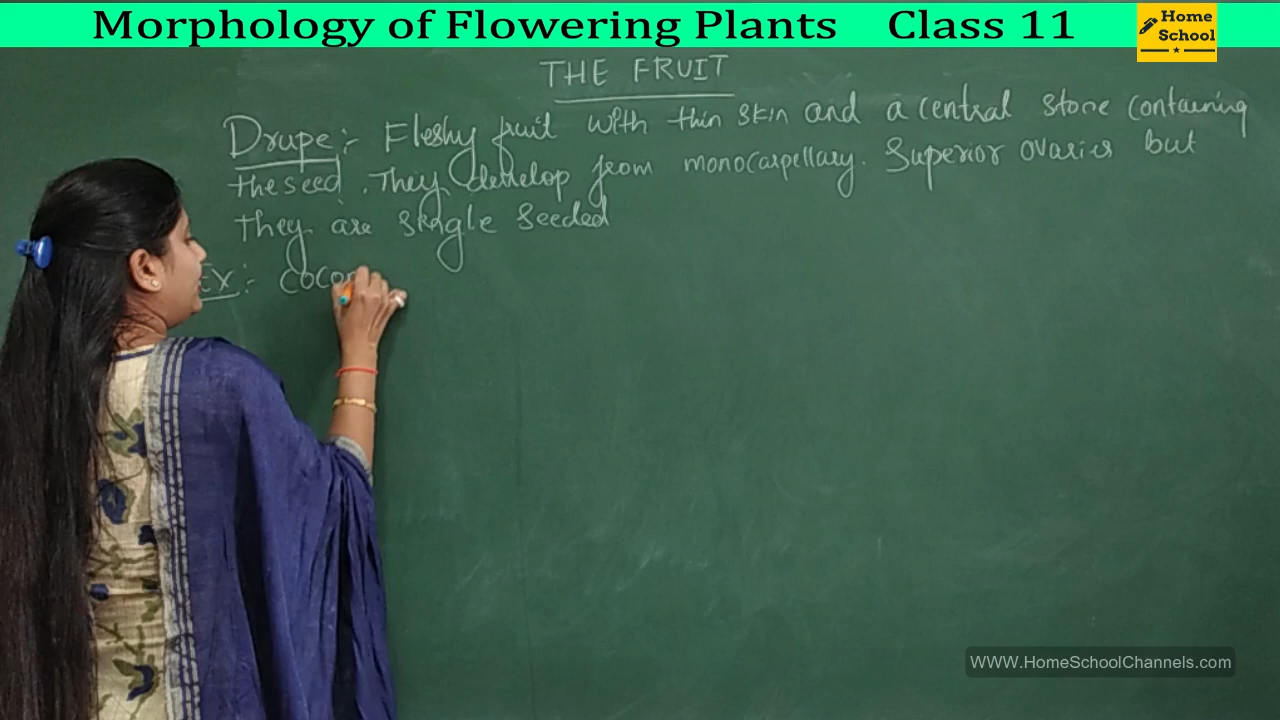 Morphology of Flowering Plants Class 11
Home
School
THE FRUIT
Drupe:- Fleshy fruit with thin skin and a central stone containing
the seed. They develop from monocarpellary. Superior ovaries but
they are single seeded
Ex:- Coco
WWW.HomeSchoolChannels.com